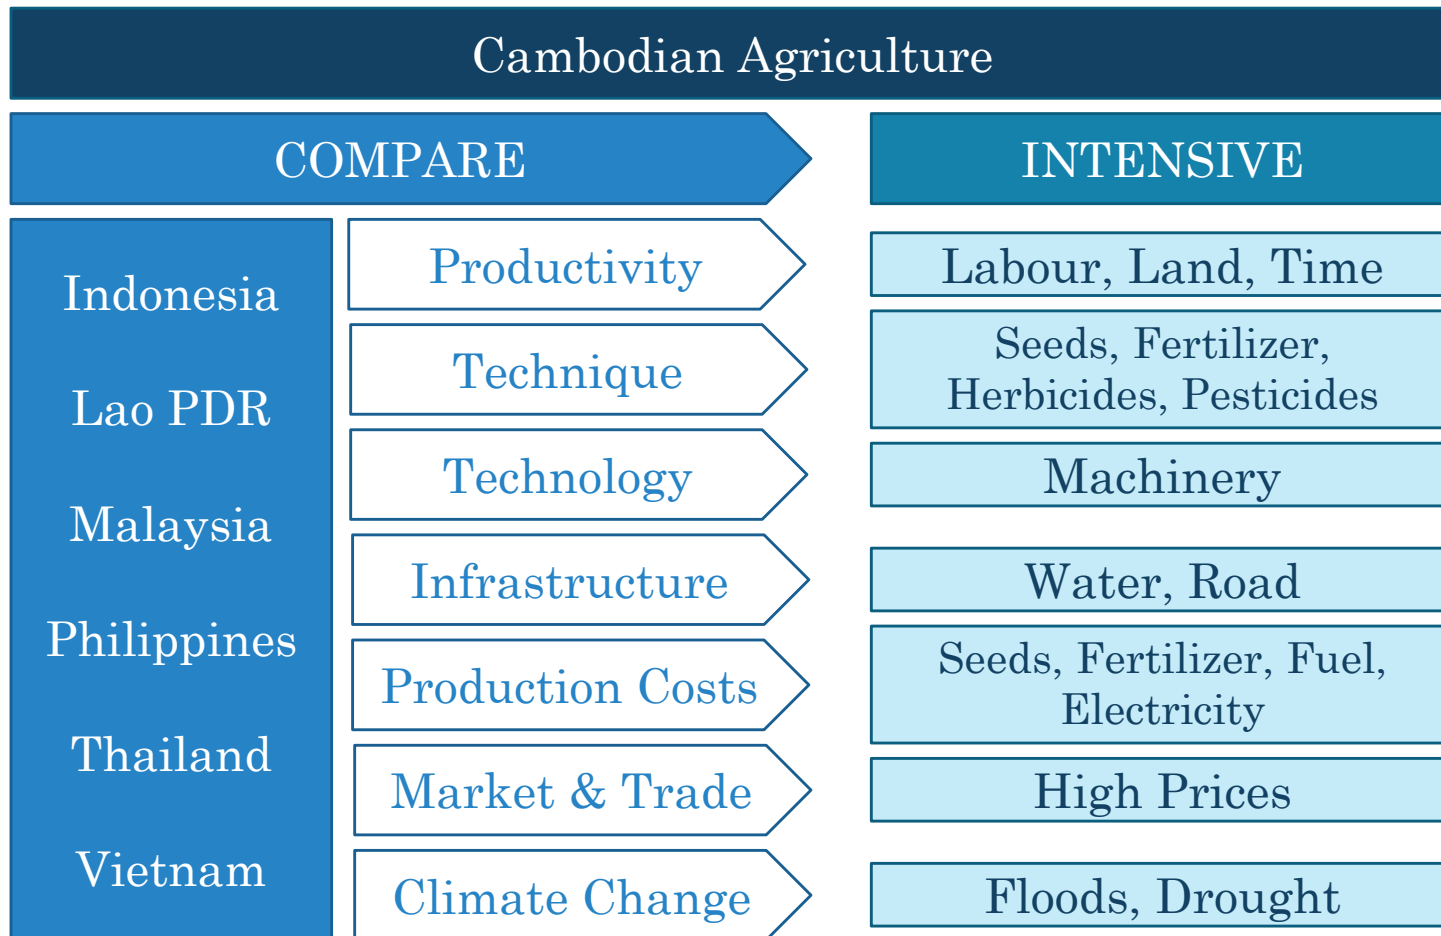 Cambodian Agriculture
COMPARE
INTENSIVE
Indonesia
Lao PDR
Malaysia
Philippines
Thailand
Vietnam
Productivity
Labour, Land, Time
Technique
Seeds, Fertilizer,
Herbicides, Pesticides
Technology
Machinery
Infrastructure
Water, Road
Production Costs
Seeds, Fertilizer, Fuel,
Electricity
Market & Trade
High Prices
Climate Change
Floods, Drought